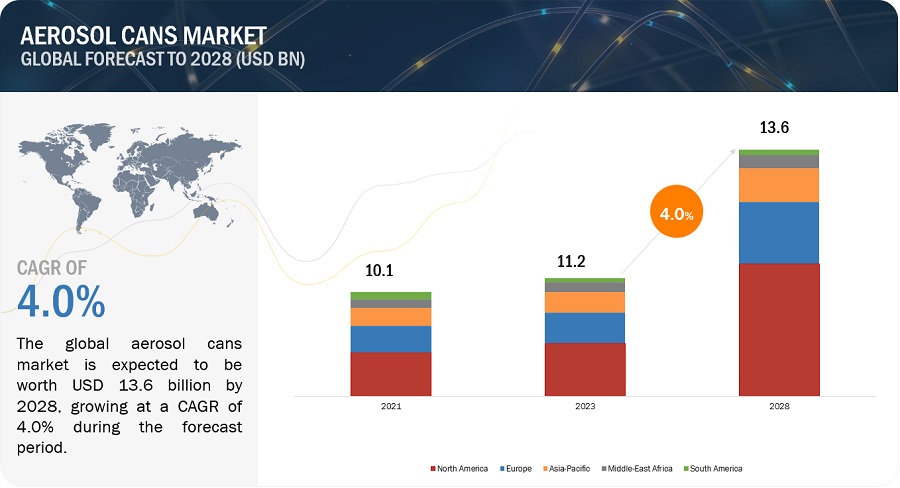 AEROSOL CANS MARKET
GLOBAL FORECAST TO 2028 (USD BN)
CAGR OF
4.0%
The global aerosol cans
market is expected to be
worth USD 13.6 billion by
2028, growing at a CAGR of
4.0% during the forecast
period.
10.1
11.2
13.6
4.0%
2021
2023
2028
North America
Europe
Asia-Pacific
Middle-East Africa
South America